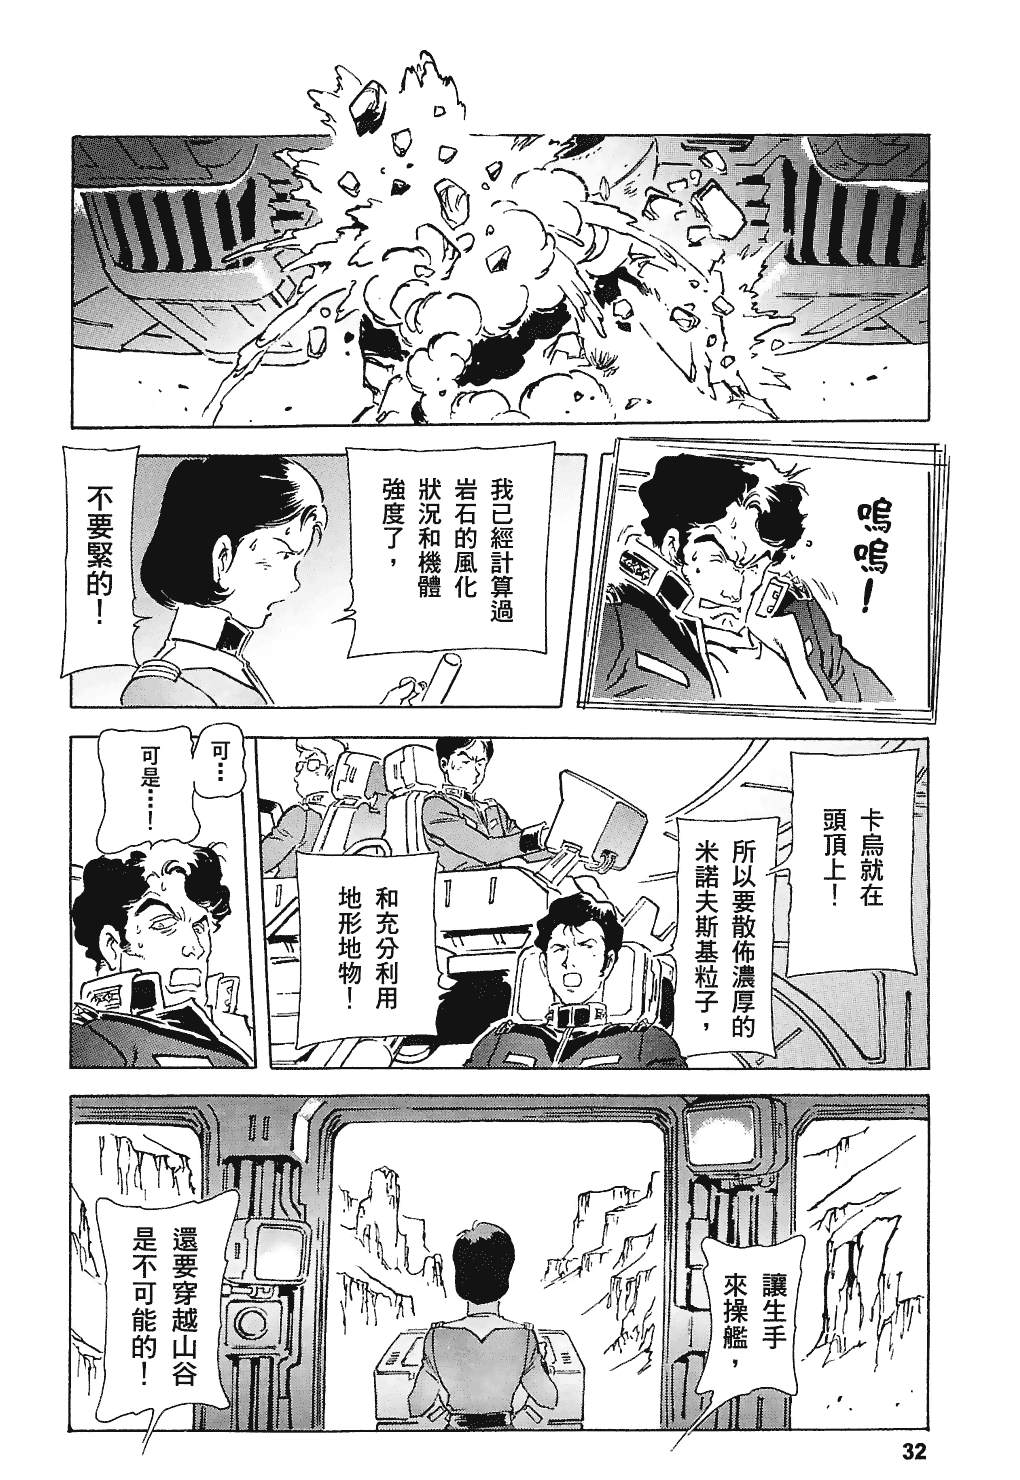 嗚
嗚！
我已經計算過
岩石的風化
狀況和機體
強度了，
不要緊的！
卡烏就在
頭頂上！
所以要散佈濃厚的
米諾夫斯基粒子，
和充分利用
地形地物！
可…
可是…！
讓生手
來操艦，
還要穿越山谷
是不可能的！
32